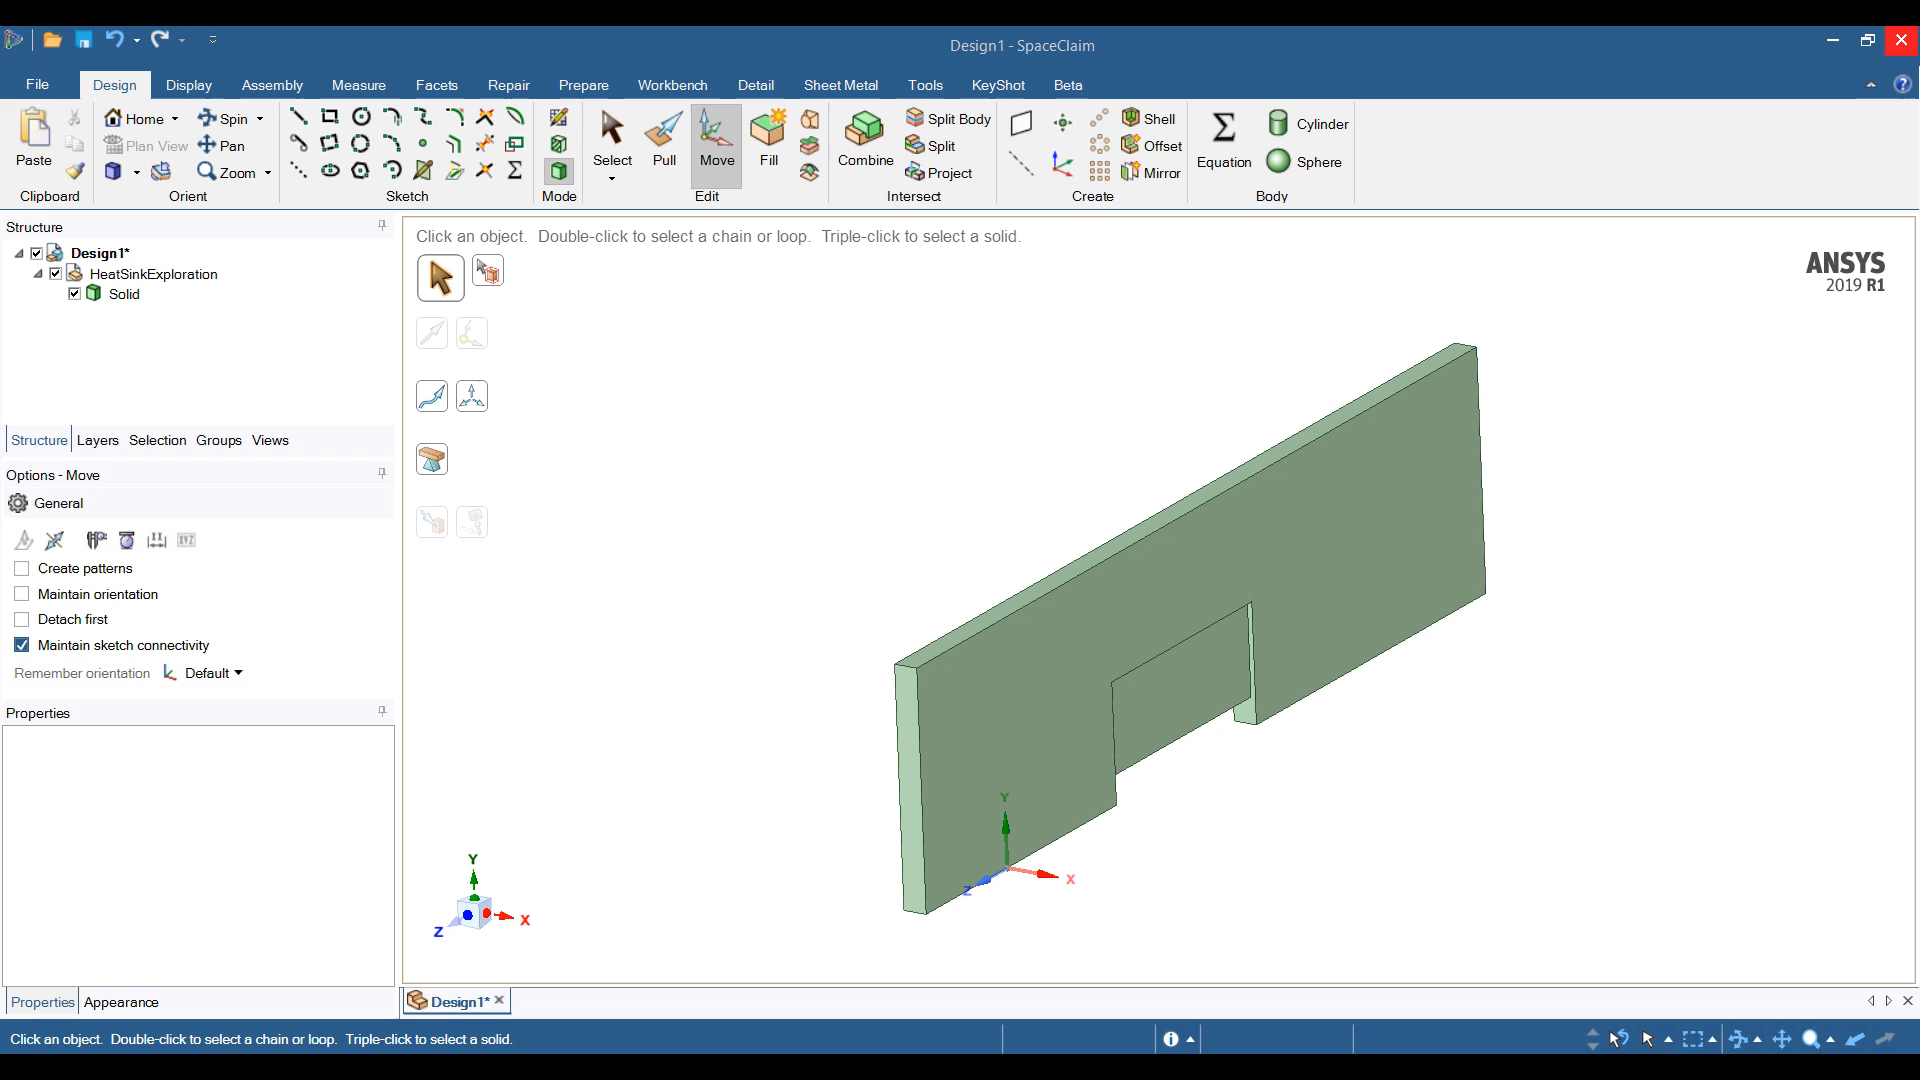 Design1 - SpaceClaim
File Design Display Assembly Measure Facets Repair Prepare Workbench Detail Sheet Metal Tools KeyShot Beta
Paste
Clipboard
Home Spin
Plan View Pan
Zoom
Orient
Sketch
Mode
Select Pull Move Fill
Edit
Combine
Split Body
Split
Project
Intersect
Shell
Offset
Mirror
Create
Equation
Cylinder
Sphere
Body
Structure
Design1*
HeatSinkExploration
Solid
Structure Layers Selection Groups Views
Options - Move
General
XYZ
Create patterns
Maintain orientation
Detach first
Maintain sketch connectivity
Remember orientation Default
Properties
Properties Appearance
Click an object. Double-click to select a chain or loop. Triple-click to select a solid.
ANSYS
2019 R1
Y
X
Z
Y
X
Z
Design1*
Click an object. Double-click to select a chain or loop. Triple-click to select a solid.